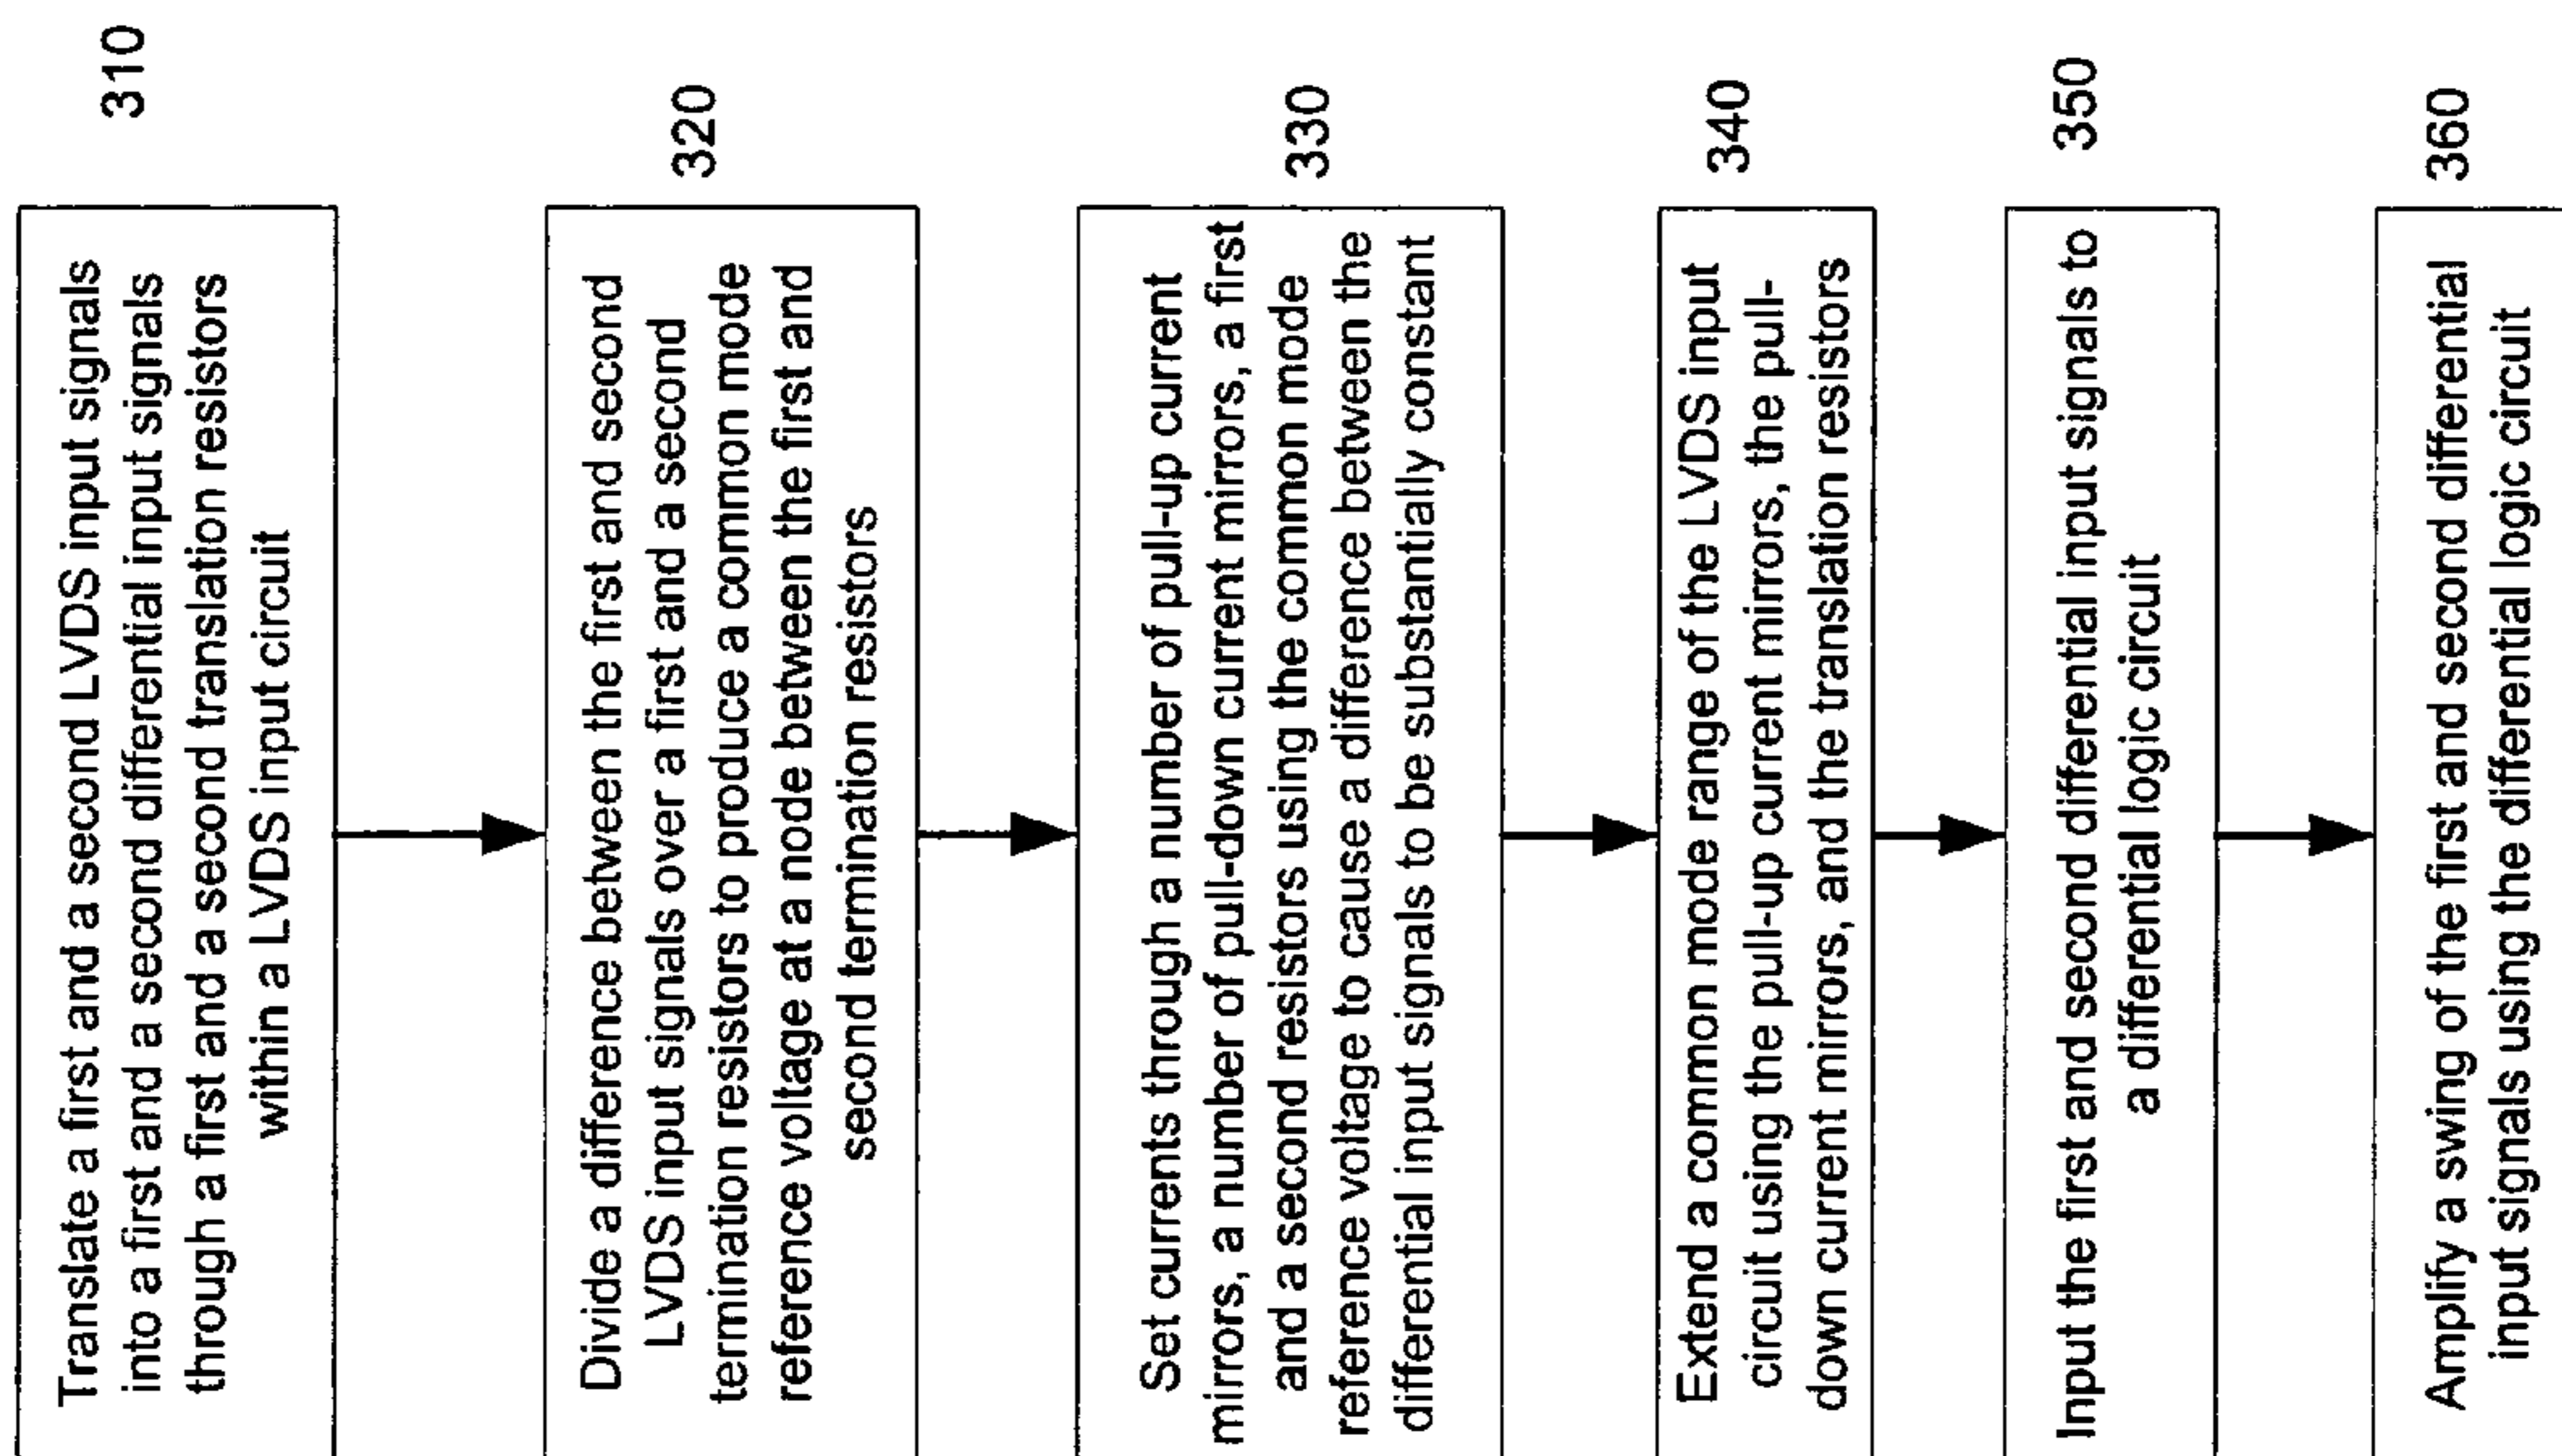 310
Translate a first and a second LVDS input signals
into a first and a second differential input signals
through a first and a second translation resistors
within a LVDS input circuit
320
Divide a difference between the first and second
LVDS input signals over a first and a second
termination resistors to produce a common mode
reference voltage at a node between the first and
second termination resistors
330
Set currents through a number of pull-up current
mirrors, a number of pull-down current mirrors, a first
and a second resistors using the common mode
reference voltage to cause a difference between the
differential input signals to be substantially constant
340
Extend a common mode range of the LVDS input
circuit using the pull-up current mirrors, the pull-
down current mirrors, and the translation resistors
350
Input the first and second differential input signals to
a differential logic circuit
360
Amplify a swing of the first and second differential
input signals using the differential logic circuit